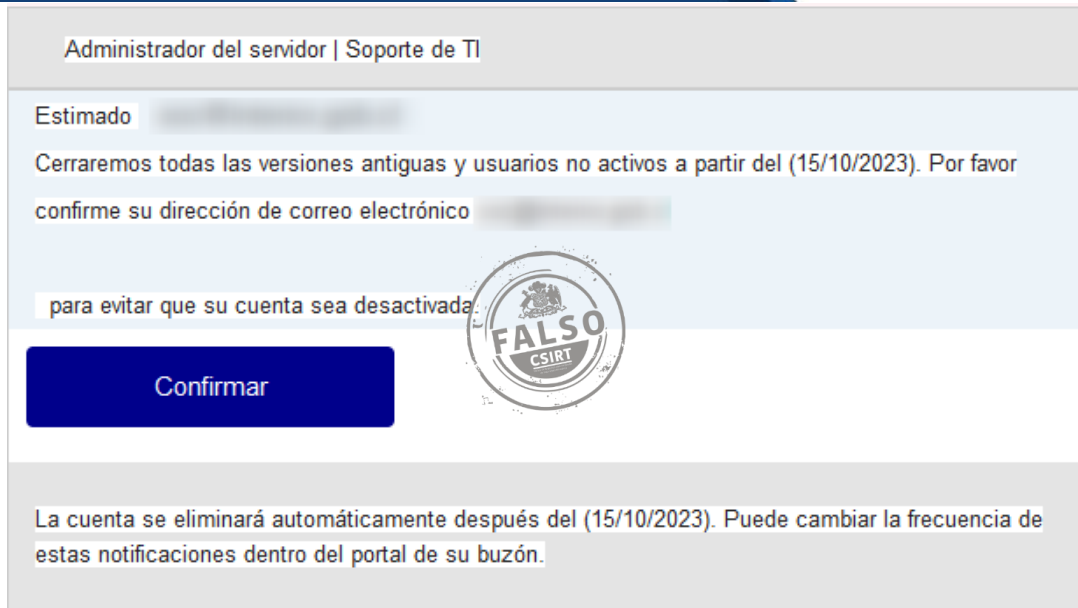 Administrador del servidor | Soporte de TI
Estimado
Cerraremos todas las versiones antiguas y usuarios no activos a partir del (15/10/2023). Por favor
confirme su dirección de correo electrónico
para evitar que su cuenta sea desactivada.
FALSO
CSIRT
Confirmar
La cuenta se eliminará automáticamente después del (15/10/2023). Puede cambiar la frecuencia de
estas notificaciones dentro del portal de su buzón.